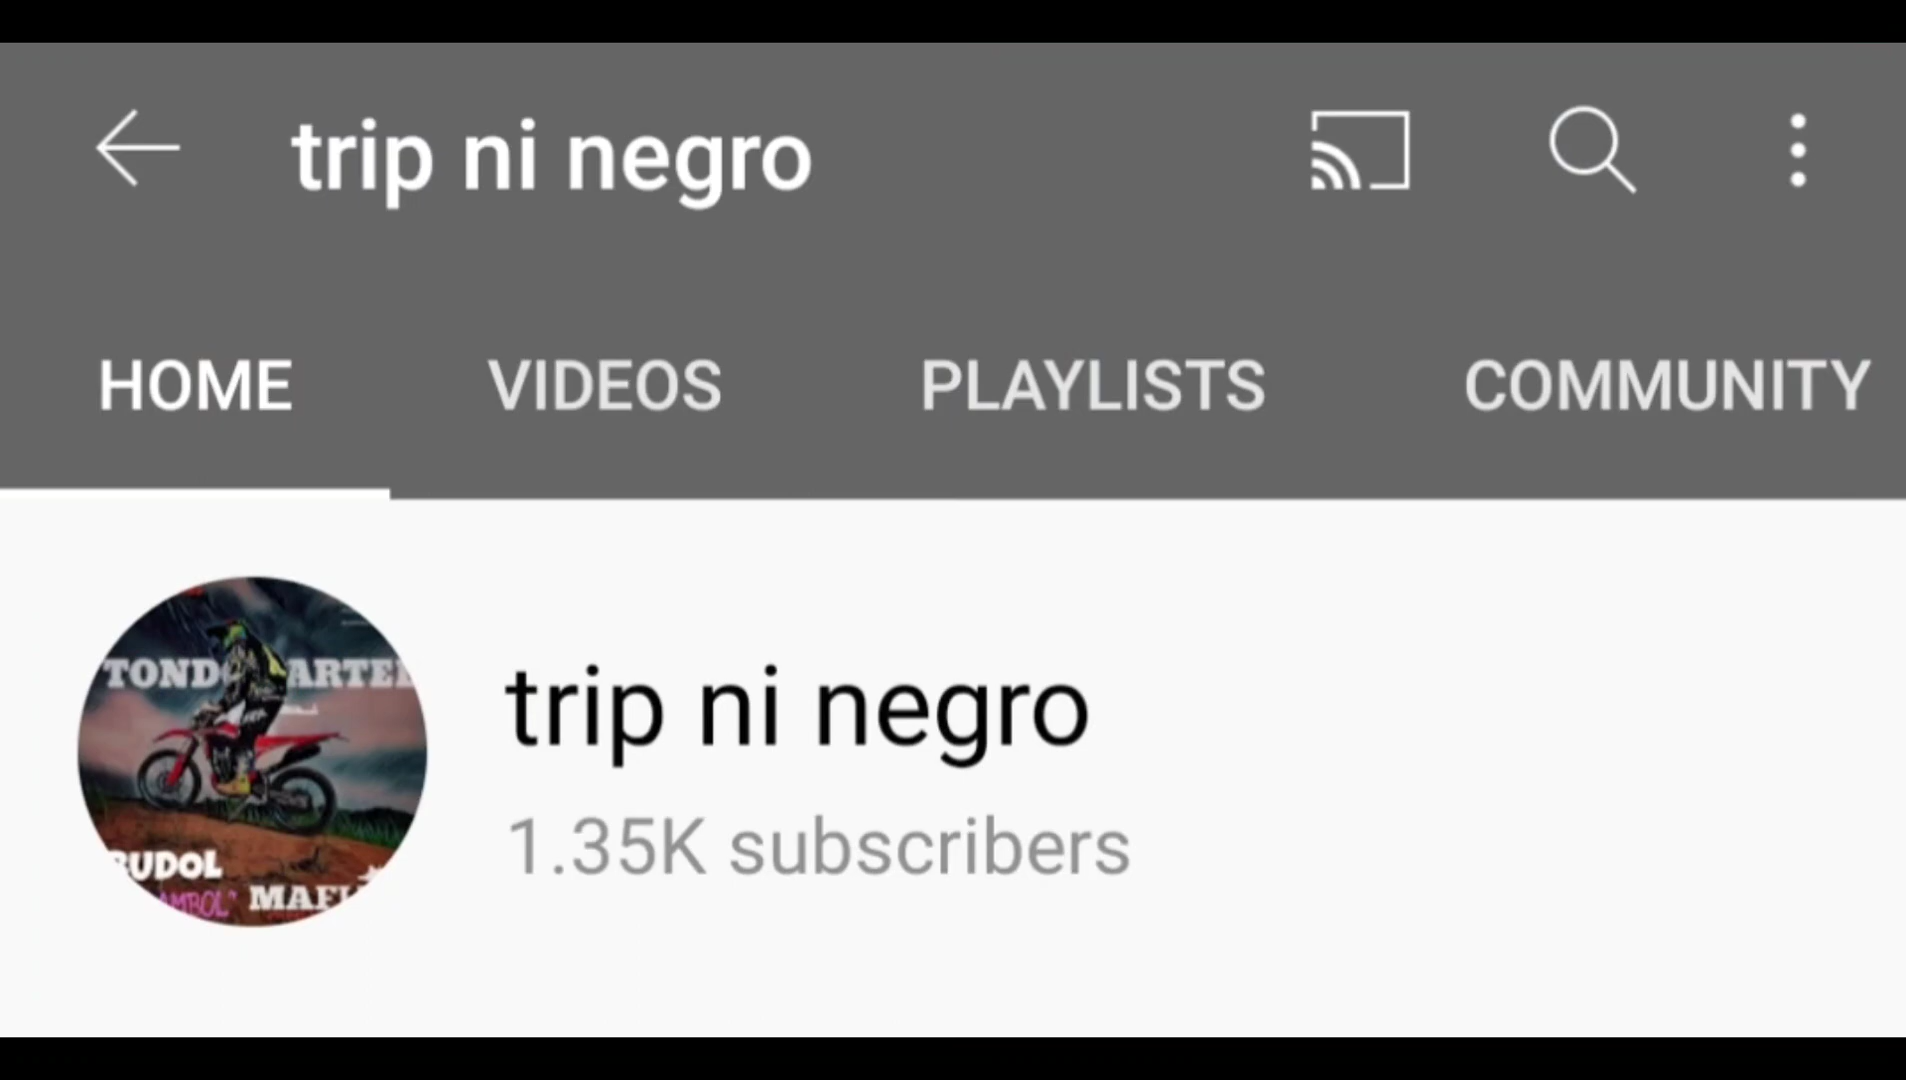 trip ni negro
HOME VIDEOS PLAYLISTS COMMUNITY
trip ni negro
1.35K subscribers